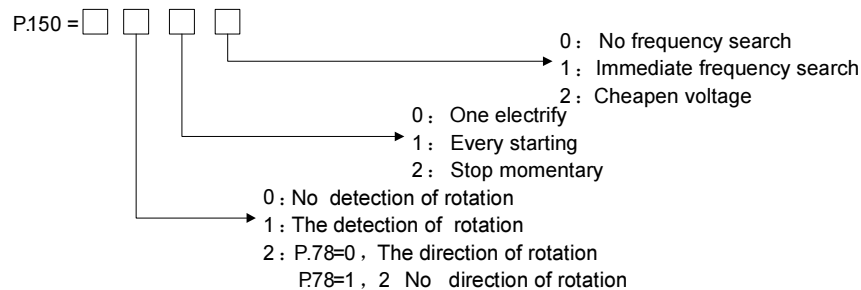 P.150 =
0： No frequency search
1： Immediate frequency search
2： Cheapen voltage
0： One electrify
1： Every starting
2： Stop momentary
0：No detection of rotation
1：The detection of rotation
2：P.78=0，The direction of rotation
P.78=1，2 No direction of rotation